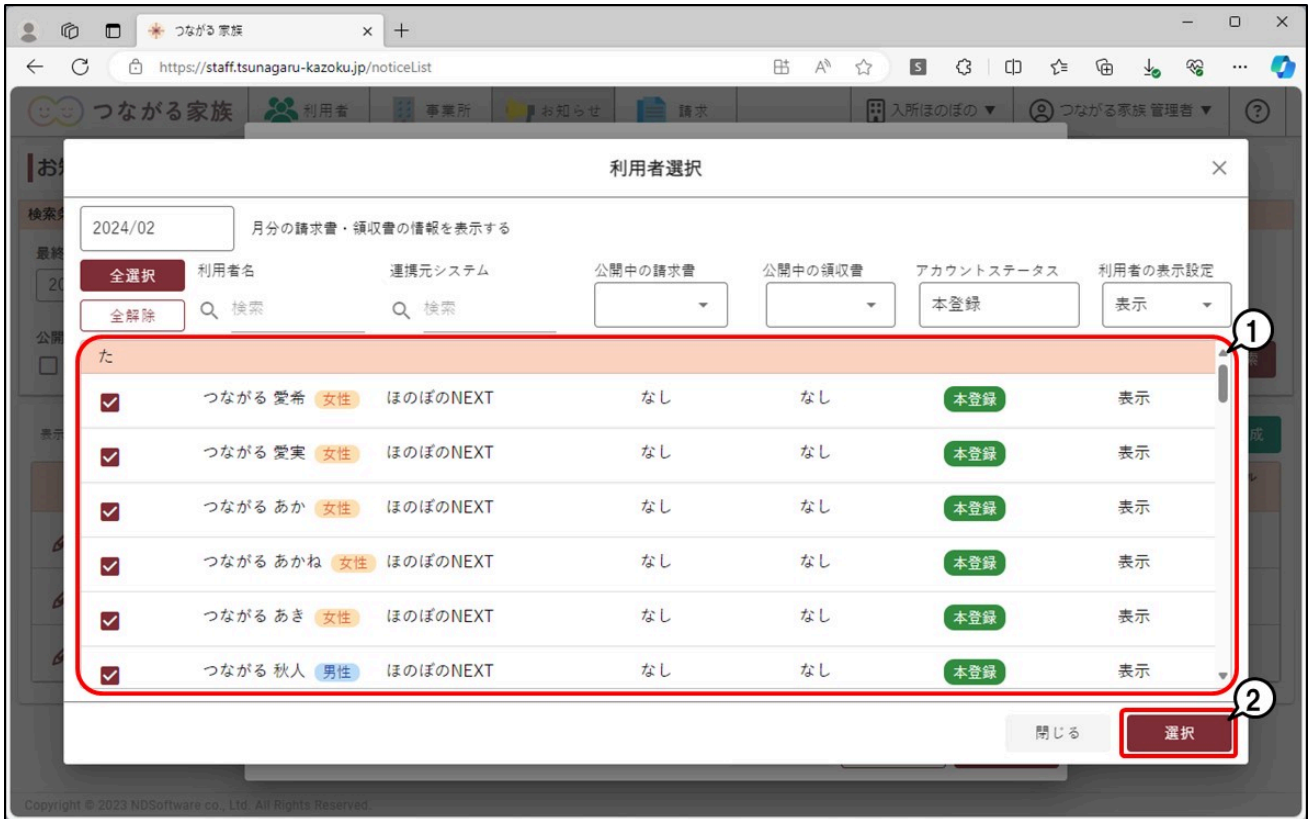 つながる家族
https://staff.tsunagaru-kazoku.jp/noticeList
つながる家族 利用者 事業所 お知らせ 請求 入所ほのぼの ▼ つながる家族 管理者 ▼
利用者選択
2024/02 月分の請求書・領収書の情報を表示する
全選択 利用者名 連携元システム 公開中の請求書 公開中の領収書 アカウントステータス 利用者の表示設定
全解除 検索 検索 本登録 表示
1
た
つながる 愛希 女性 ほのぼのNEXT なし なし 本登録 表示
つながる 愛実 女性 ほのぼのNEXT なし なし 本登録 表示
つながる あか 女性 ほのぼのNEXT なし なし 本登録 表示
つながる あかね 女性 ほのぼのNEXT なし なし 本登録 表示
つながる あき 女性 ほのぼのNEXT なし なし 本登録 表示
つながる 秋人 男性 ほのぼのNEXT なし なし 本登録 表示
2
閉じる 選択
Copyright © 2023 NDSoftware co., Ltd. All Rights Reserved.